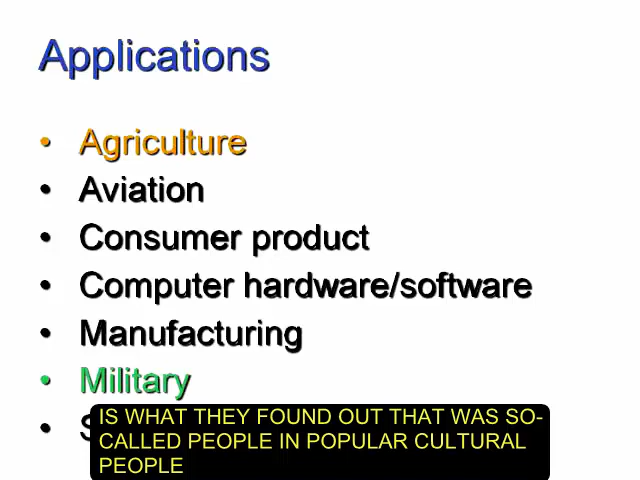 Applications
• Agriculture
• Aviation
• Consumer product
• Computer hardware/software
• Manufacturing
• Military
•
IS WHAT THEY FOUND OUT THAT WAS SO-
CALLED PEOPLE IN POPULAR CULTURAL
PEOPLE